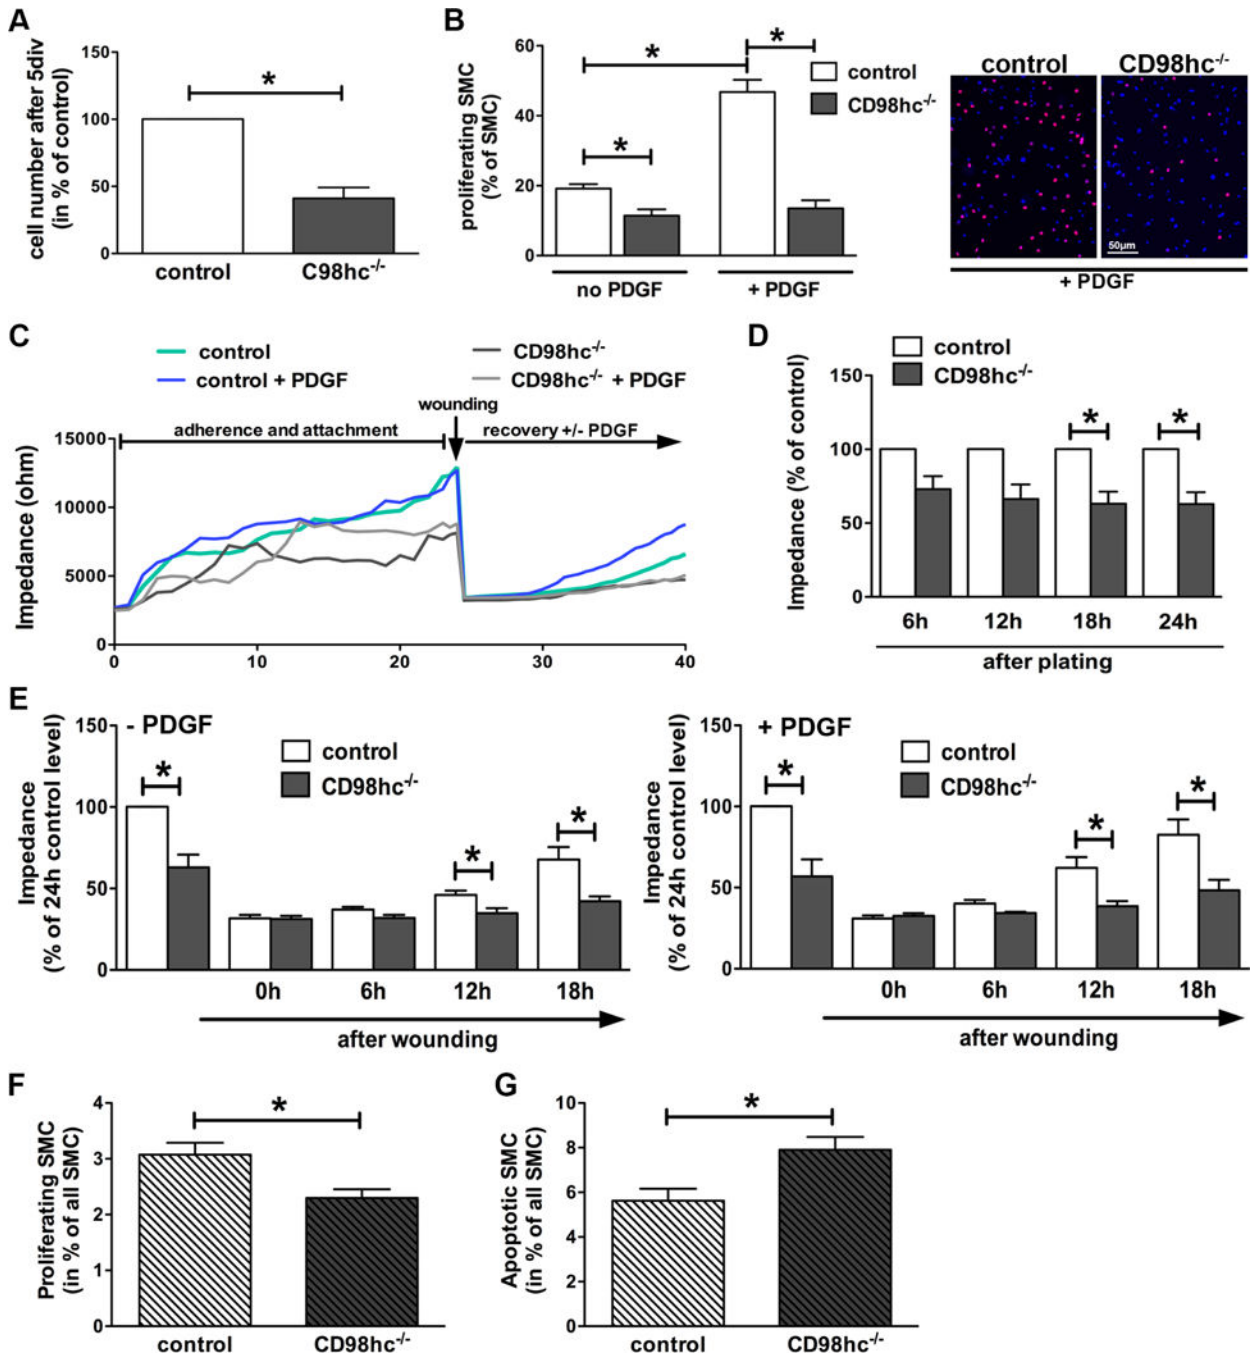 A
cell number after 5div
(in % of control)
150
100
50
0
*
control
C98hc-/-
B
proliferating SMC
(% of SMC)
60
40
20
0
*
*
*
control
CD98hc-/-
no PDGF
+ PDGF
control
CD98hc-/-
50μm
+ PDGF
C
control
control + PDGF
CD98hc-/-
CD98hc-/- + PDGF
wounding
adherence and attachment
recovery +/- PDGF
Impedance (ohm)
15000
10000
5000
0
0
10
20
30
40
D
control
CD98hc-/-
Impedance (% of control)
150
100
50
0
*
*
6h
12h
18h
24h
after plating
E
- PDGF
Impedance
(% of 24h control level)
150
100
50
0
control
CD98hc-/-
*
*
*
0h
6h
12h
18h
after wounding
+ PDGF
Impedance
(% of 24h control level)
150
100
50
0
control
CD98hc-/-
*
*
*
0h
6h
12h
18h
after wounding
F
Proliferating SMC
(in % of all SMC)
4
3
2
1
0
*
control
CD98hc-/-
G
Apoptotic SMC
(in % of all SMC)
10
8
6
4
2
0
*
control
CD98hc-/-